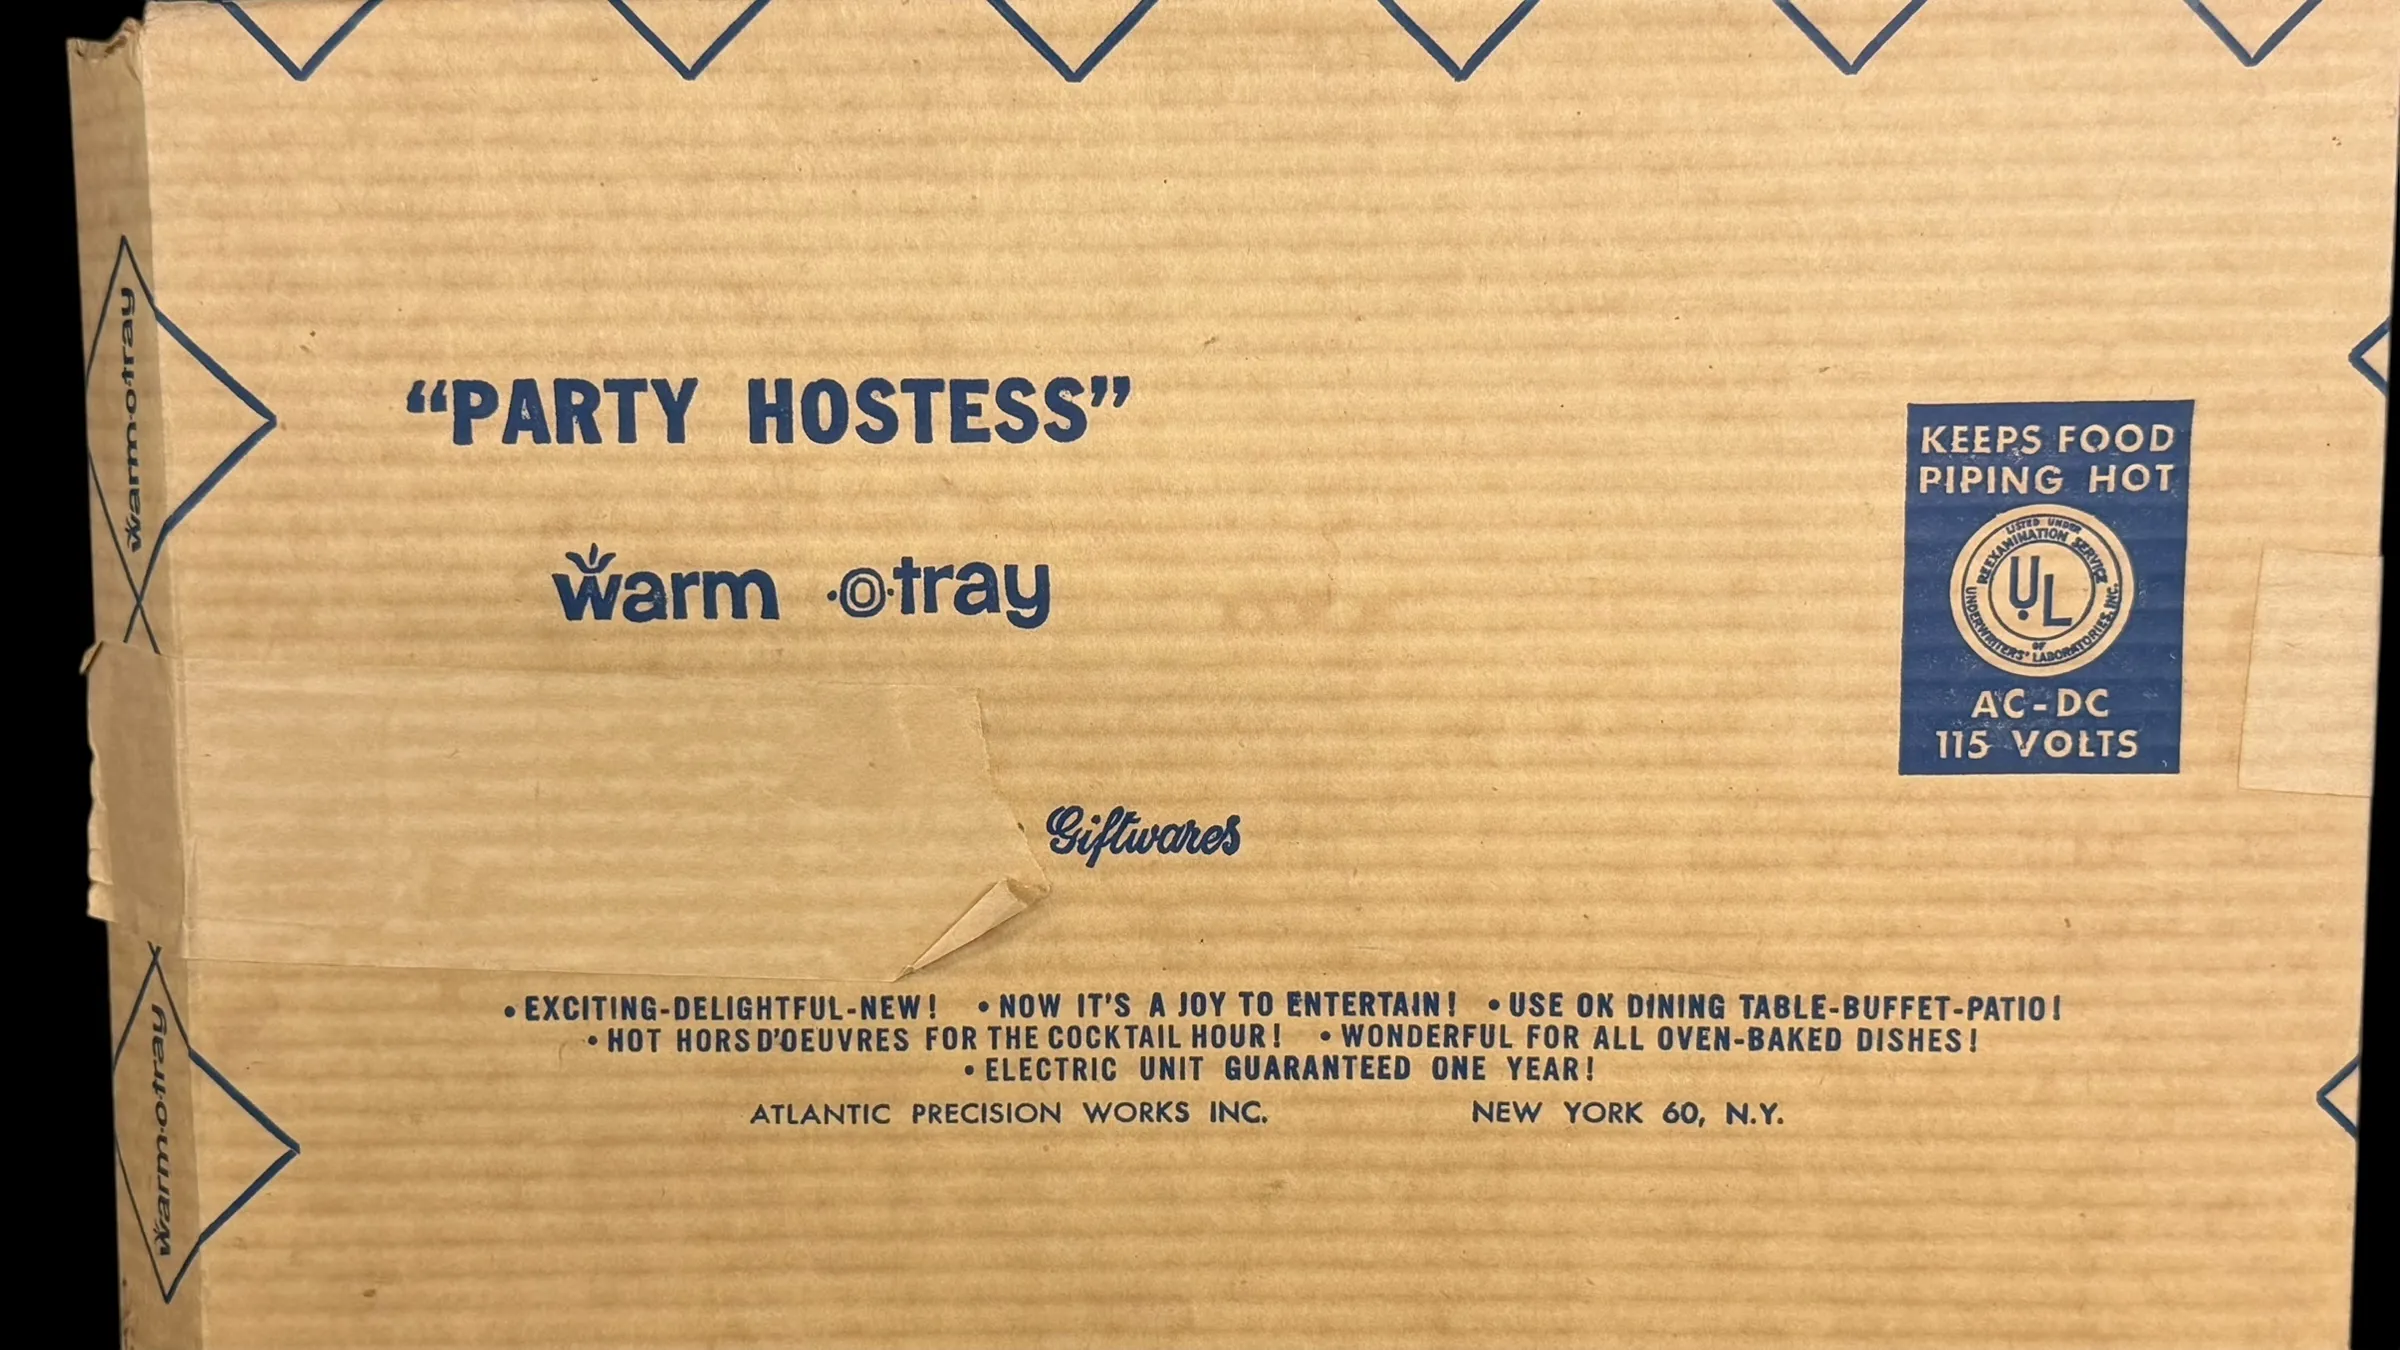 “PARTY HOSTESS”
warm·o·tray
Giftwares
KEEPS FOOD
PIPING HOT
LISTED UNDER
REEXAMINATION SERVICE
UL
OF
UNDERWRITERS' LABORATORIES, INC.
AC-DC
115 VOLTS
• EXCITING-DELIGHTFUL-NEW! • NOW IT'S A JOY TO ENTERTAIN! • USE OK DINING TABLE-BUFFET-PATIO!
• HOT HORS D'OEUVRES FOR THE COCKTAIL HOUR! • WONDERFUL FOR ALL OVEN-BAKED DISHES!
• ELECTRIC UNIT GUARANTEED ONE YEAR!
ATLANTIC PRECISION WORKS INC. NEW YORK 60, N.Y.
warm·o·tray
warm·o·tray